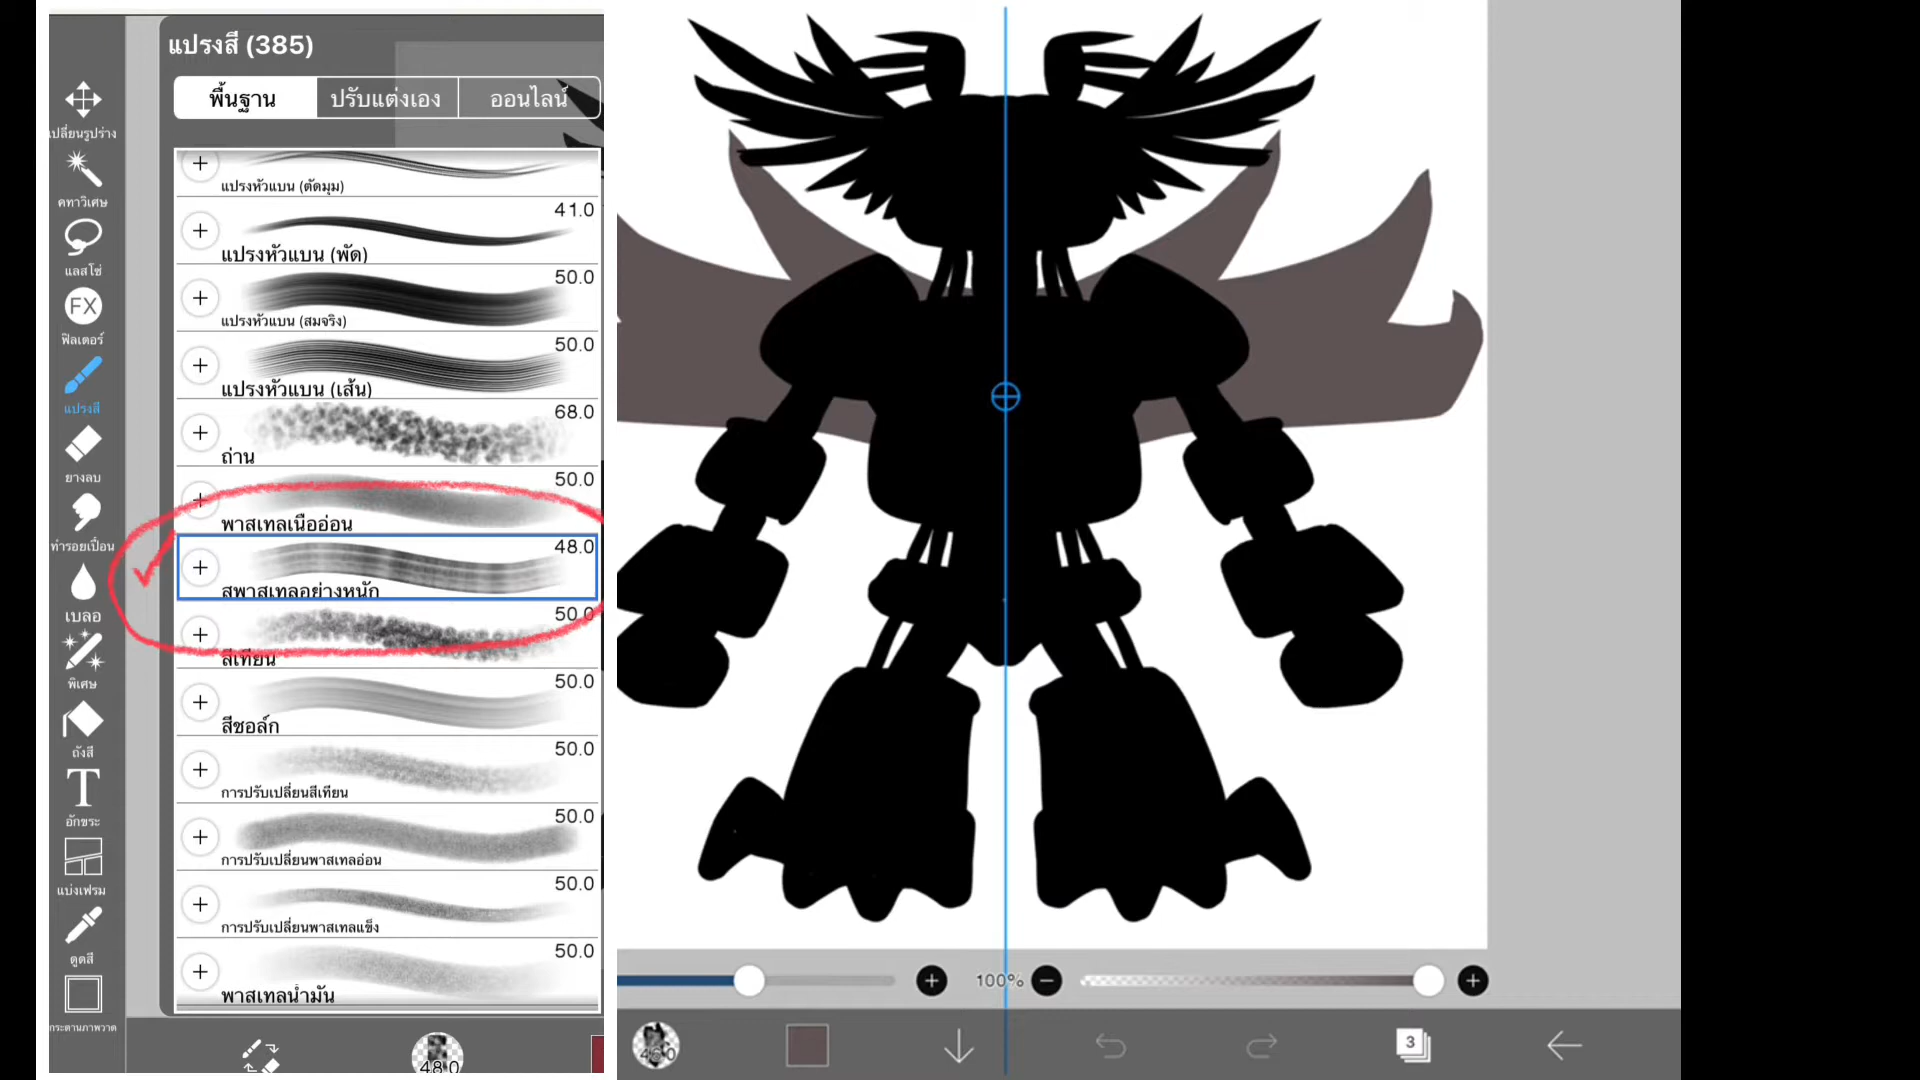 แปรงสี (385)
พื้นฐาน ปรับแต่งเอง ออนไลน์
แปรงหัวแบน (ตัดมุม)
41.0
แปรงหัวแบน (พัด)
50.0
แปรงหัวแบน (สมจริง)
50.0
แปรงหัวแบน (เส้น)
68.0
ถ่าน
50.0
พาสเทลเนื้ออ่อน
48.0
สพาสเทลอย่างหนัก
50.0
สีเทียน
50.0
สีชอล์ก
50.0
การปรับเปลี่ยนสีเทียน
50.0
การปรับเปลี่ยนพาสเทลอ่อน
50.0
การปรับเปลี่ยนพาสเทลแข็ง
50.0
พาสเทลน้ำมัน
เปลี่ยนรูปร่าง
คทาวิเศษ
แลสโซ่
FX
ฟิลเตอร์
แปรงสี
ยางลบ
ทำรอยเปื้อน
เบลอ
พิเศษ
ถังสี
T
อักขระ
แบ่งเฟรม
ดูดสี
กระดานภาพวาด
48.0
100%
48.0
3